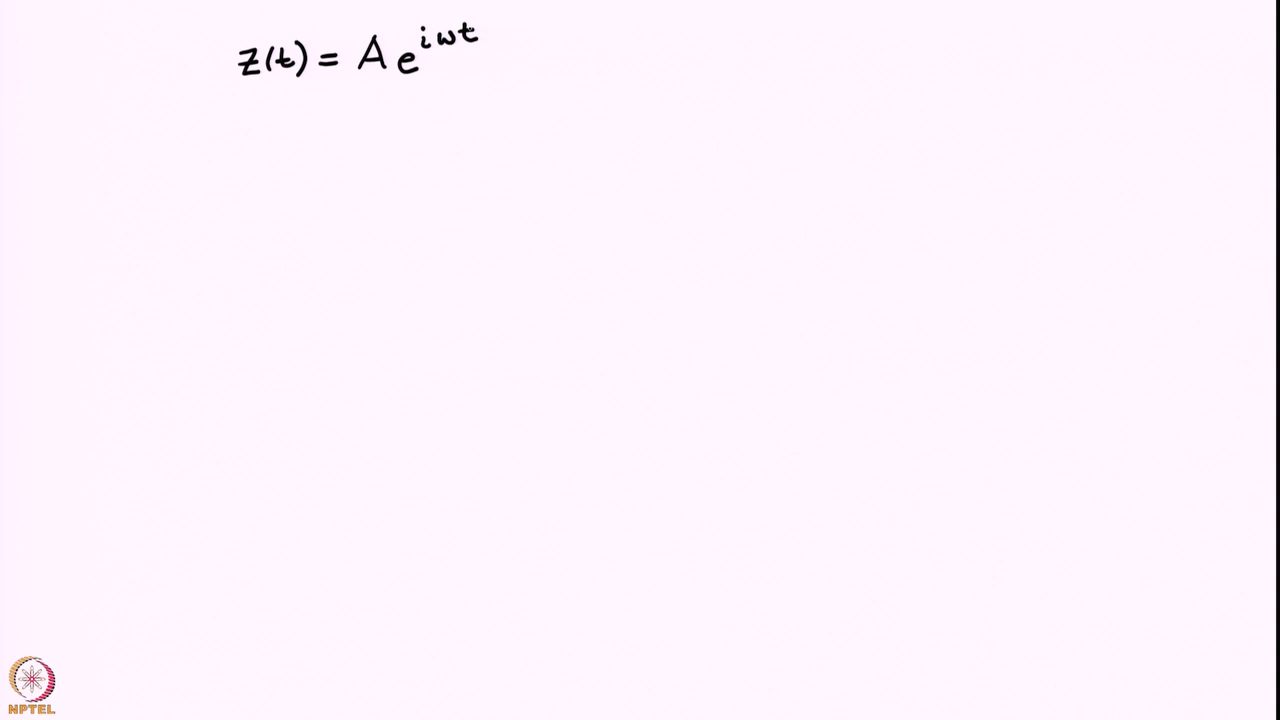 z(t) = A e^{iωt}
NPTEL